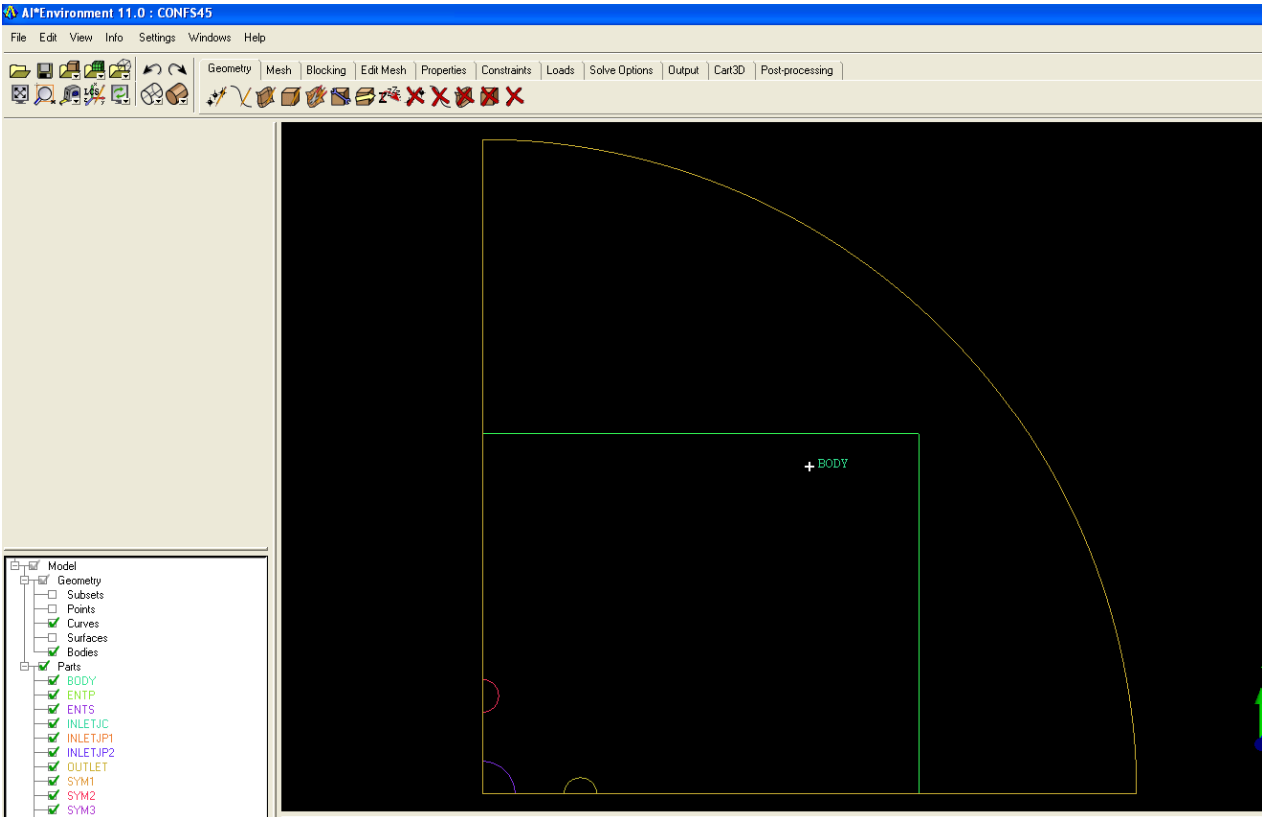 AI*Environment 11.0 : CONFS45
File Edit View Info Settings Windows Help
Geometry Mesh Blocking Edit Mesh Properties Constraints Loads Solve Options Output Cart3D Post-processing
BODY
Model
Geometry
Subsets
Points
Curves
Surfaces
Bodies
Parts
BODY
ENTP
ENTS
INLETJC
INLETJP1
INLETJP2
OUTLET
SYM1
SYM2
SYM3